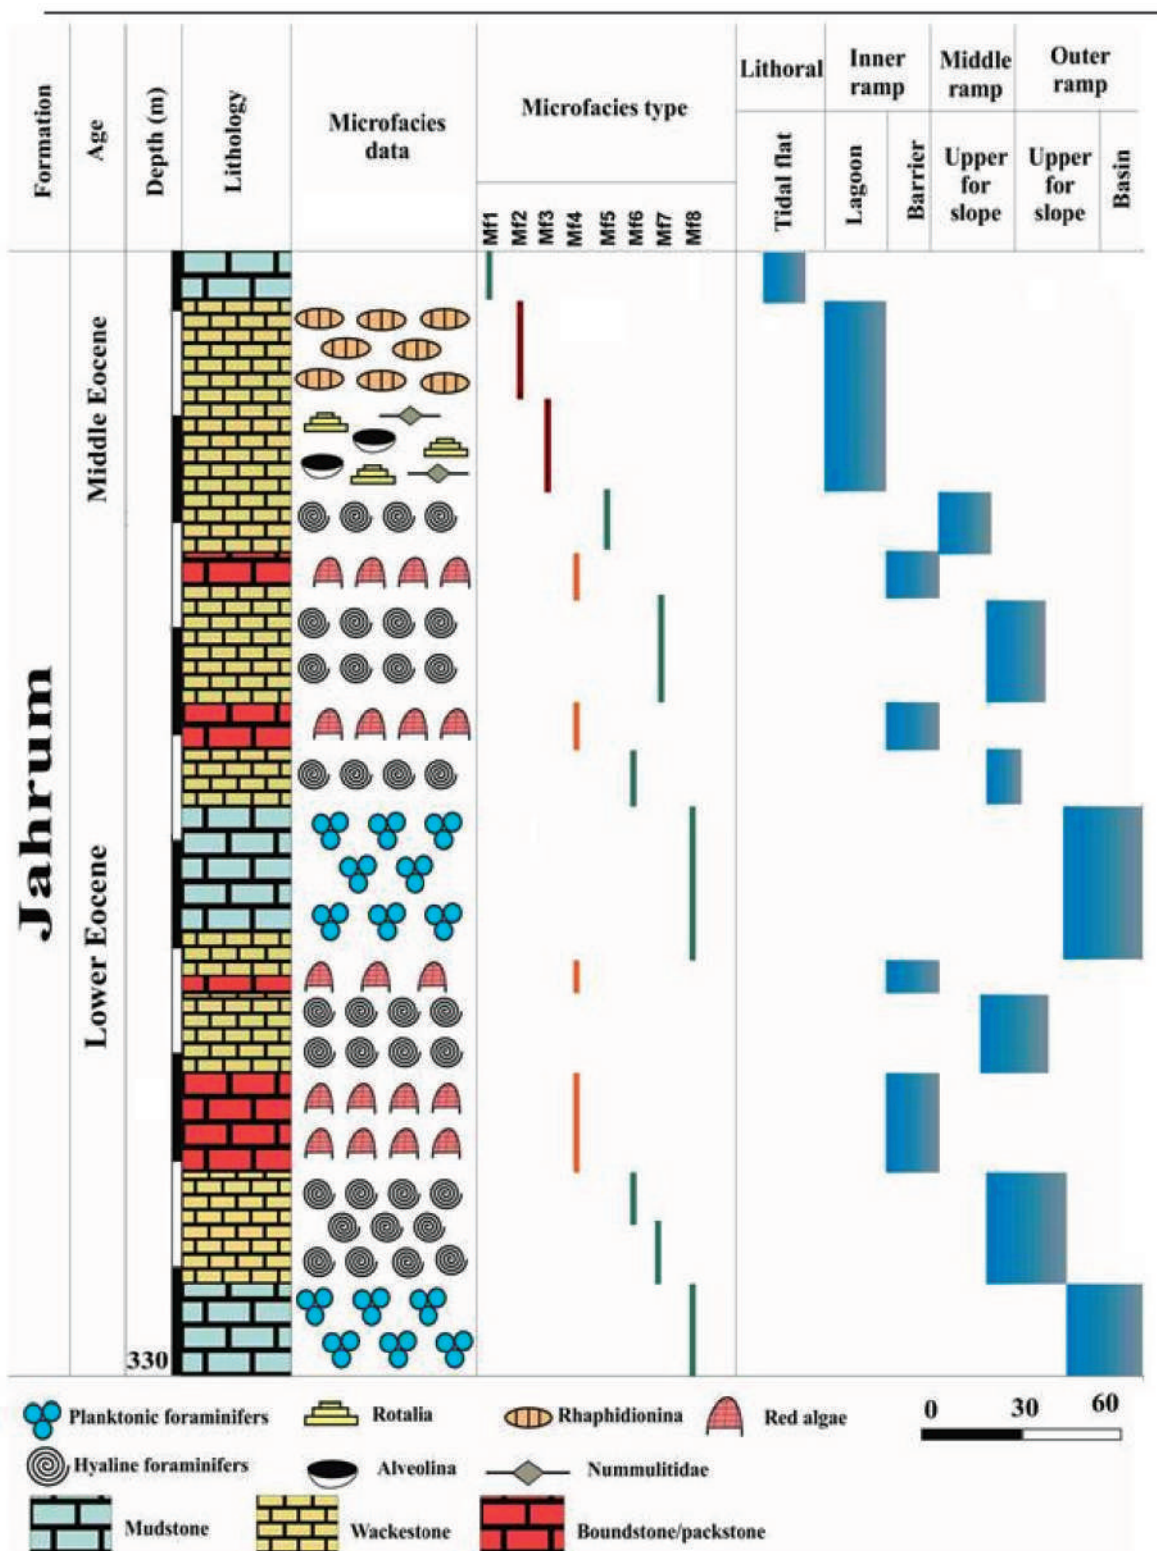 Formation
Age
Depth (m)
Lithology
Microfacies
data
Microfacies type
Mf1
Mf2
Mf3
Mf4
Mf5
Mf6
Mf7
Mf8
Lithoral
Inner
ramp
Middle
ramp
Outer
ramp
Tidal flat
Lagoon
Barrier
Upper
for
slope
Upper
for
slope
Basin
Jahrum
Middle Eocene
Lower Eocene
330
Planktonic foraminifers
Rotalia
Rhaphidionina
Red algae
0 30 60
Hyaline foraminifers
Alveolina
Nummulitidae
Mudstone
Wackestone
Boundstone/packstone